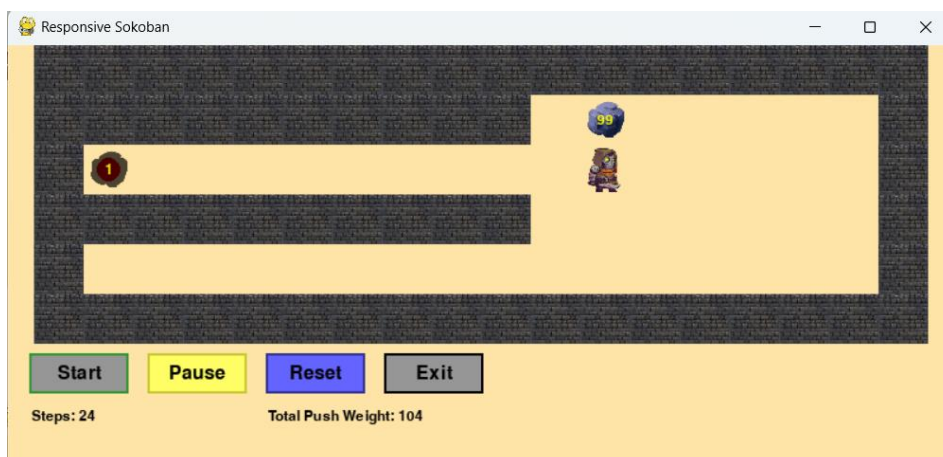 Responsive Sokoban
99
1
Start Pause Reset Exit
Steps: 24 Total Push Weight: 104